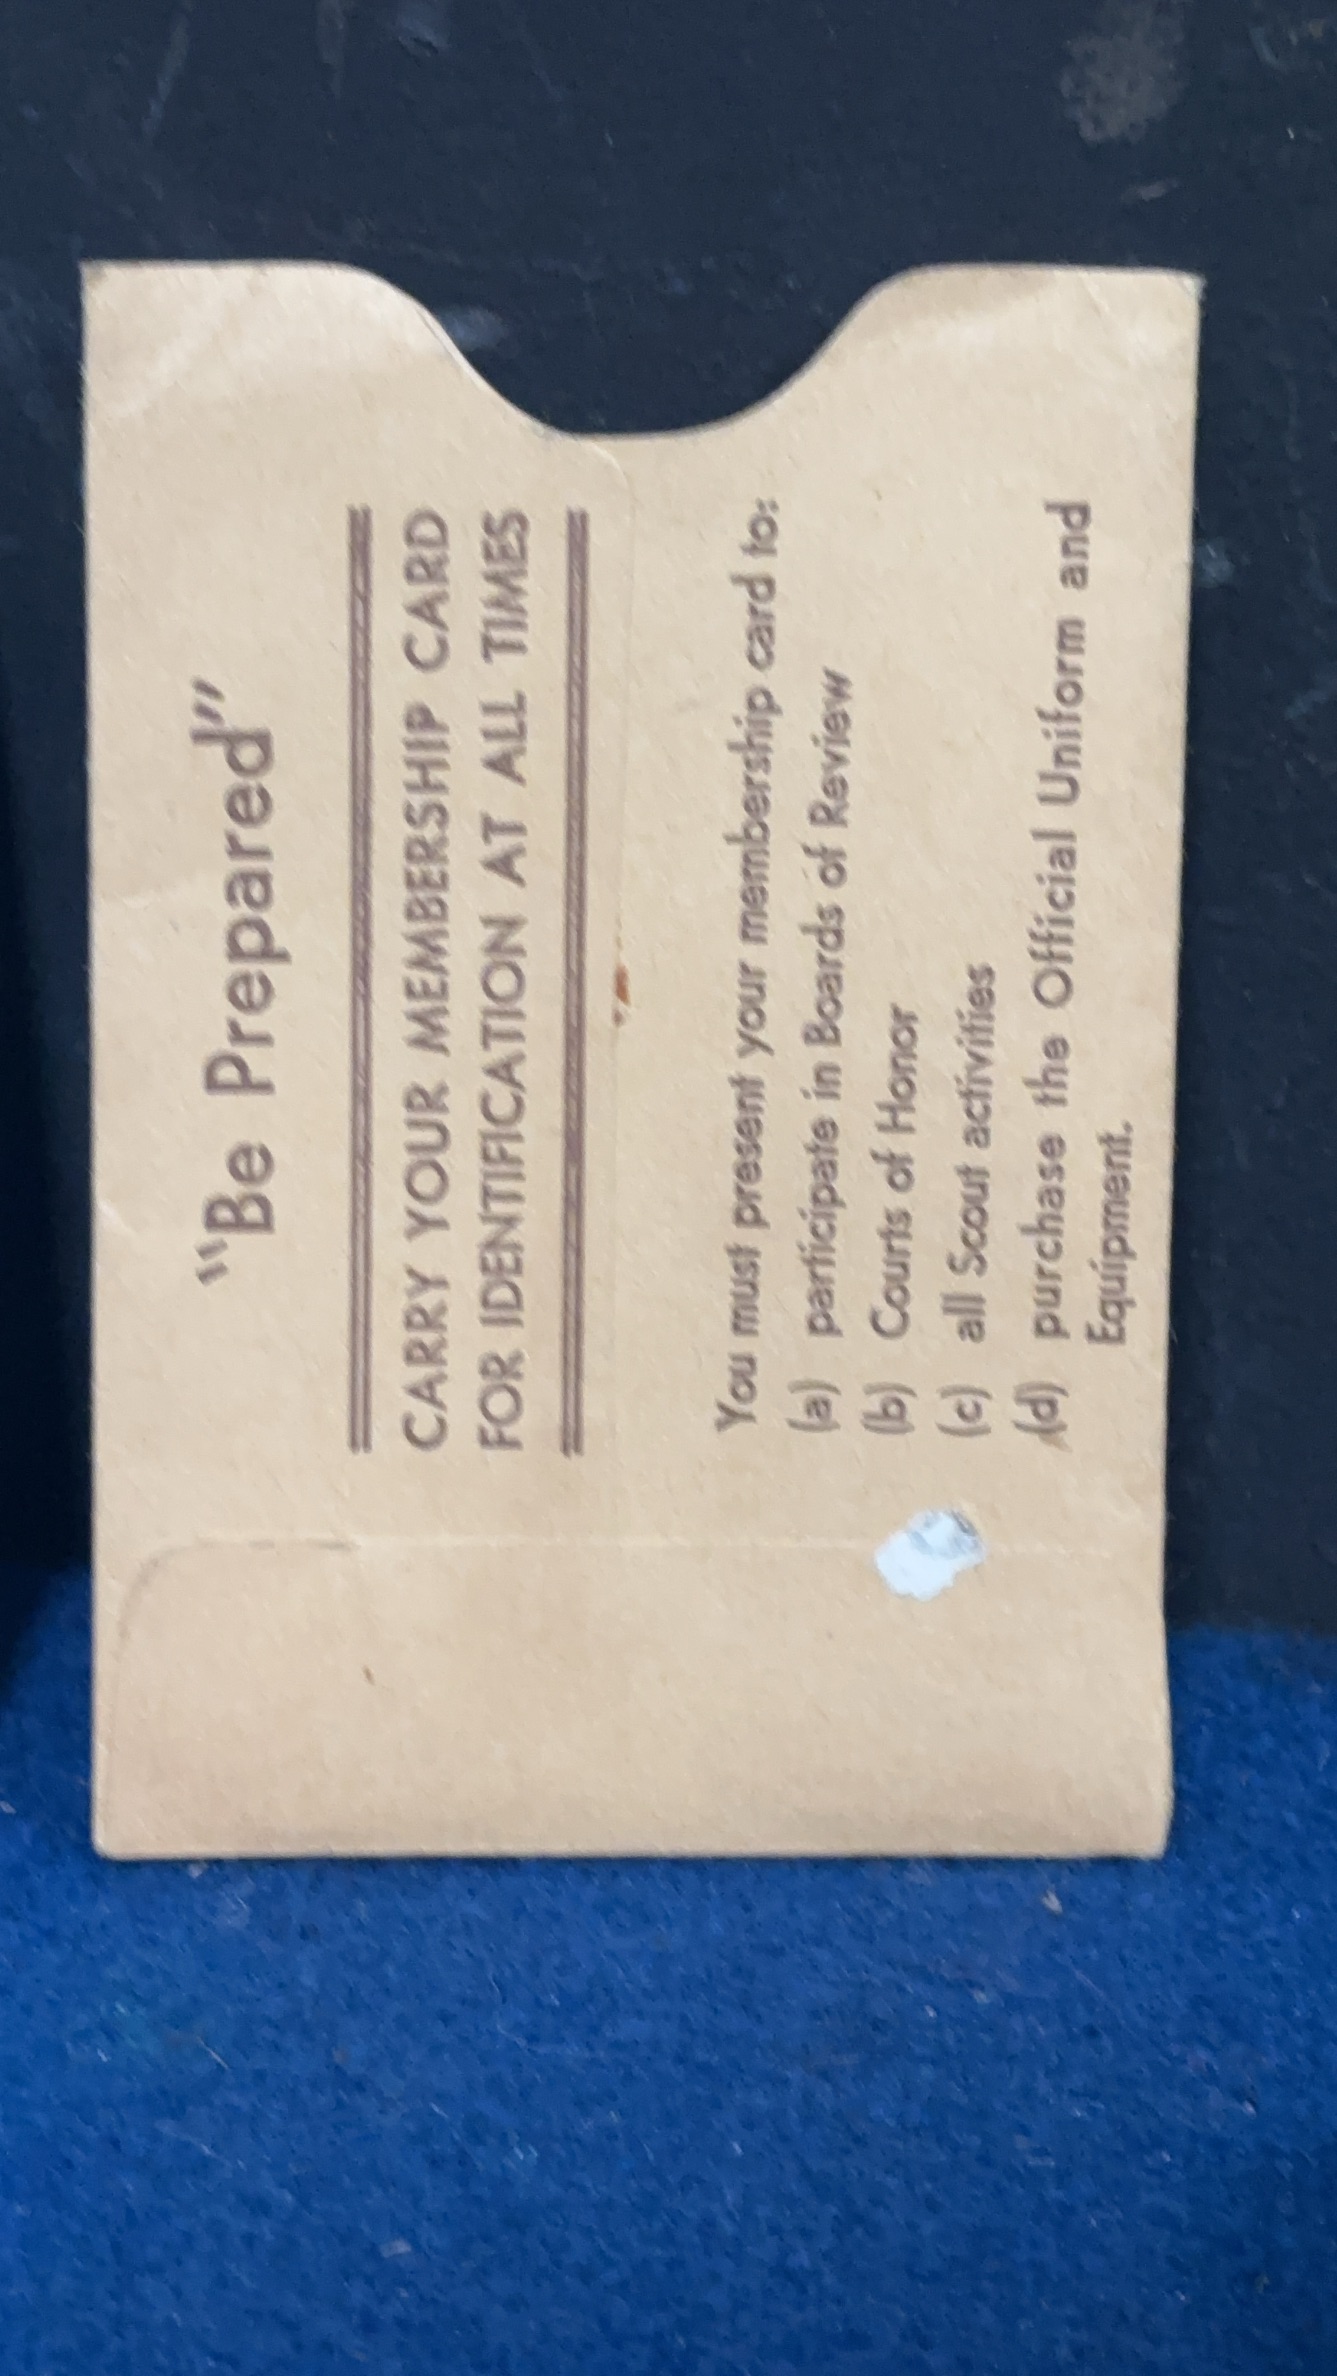 "Be Prepared"
CARRY YOUR MEMBERSHIP CARD
FOR IDENTIFICATION AT ALL TIMES
You must present your membership card to:
(a) participate in Boards of Review
(b) Courts of Honor
(c) all Scout activities
(d) purchase the Official Uniform and
Equipment.